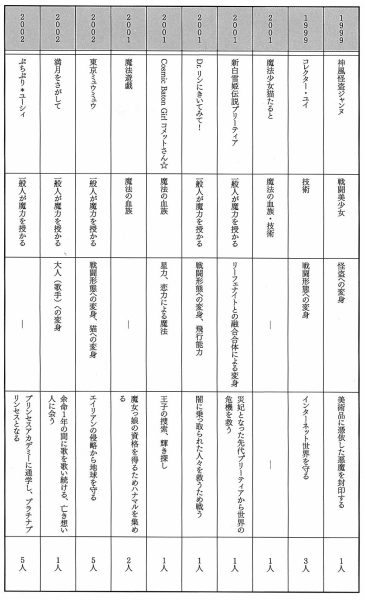 1999
神風怪盗ジャンヌ
戦闘美少女
怪盗への変身
美術品に憑依した悪魔を封印する
1人
1999
コレクター・ユイ
技術
戦闘形態への変身
インターネット世界を守る
3人
2001
魔法少女猫たると
魔法の血族・技術
―
―
1人
2001
新白雪姫伝説プリーティア
一般人が魔力を授かる
リーフェナイトとの融合合体による変身
災妃となった先代プリーティアから世界の
危機を救う
1人
2001
Dr.リンにきいてみて!
一般人が魔力を授かる
戦闘形態への変身、飛行能力
闇に乗っ取られた人々を救うため戦う
1人
2001
Cosmic Baton Girl コメットさん☆
魔法の血族
星力、恋力による魔法
王子の捜索、輝き探し
1人
2001
魔法遊戯
魔法の血族
―
魔女っ娘の資格を得るためハナマルを集め
る
2人
2002
東京ミュウミュウ
一般人が魔力を授かる
戦闘形態への変身、猫への変身
エイリアンの侵略から地球を守る
5人
2002
満月をさがして
一般人が魔力を授かる
大人（歌手）への変身
余命1年の間に歌を歌い続ける、亡き想い
人に会う
1人
2002
ぷちぷり*ユーシィ
一般人が魔力を授かる
―
プリンセスアカデミーに通学し、プラチナプ
リンセスとなる
5人